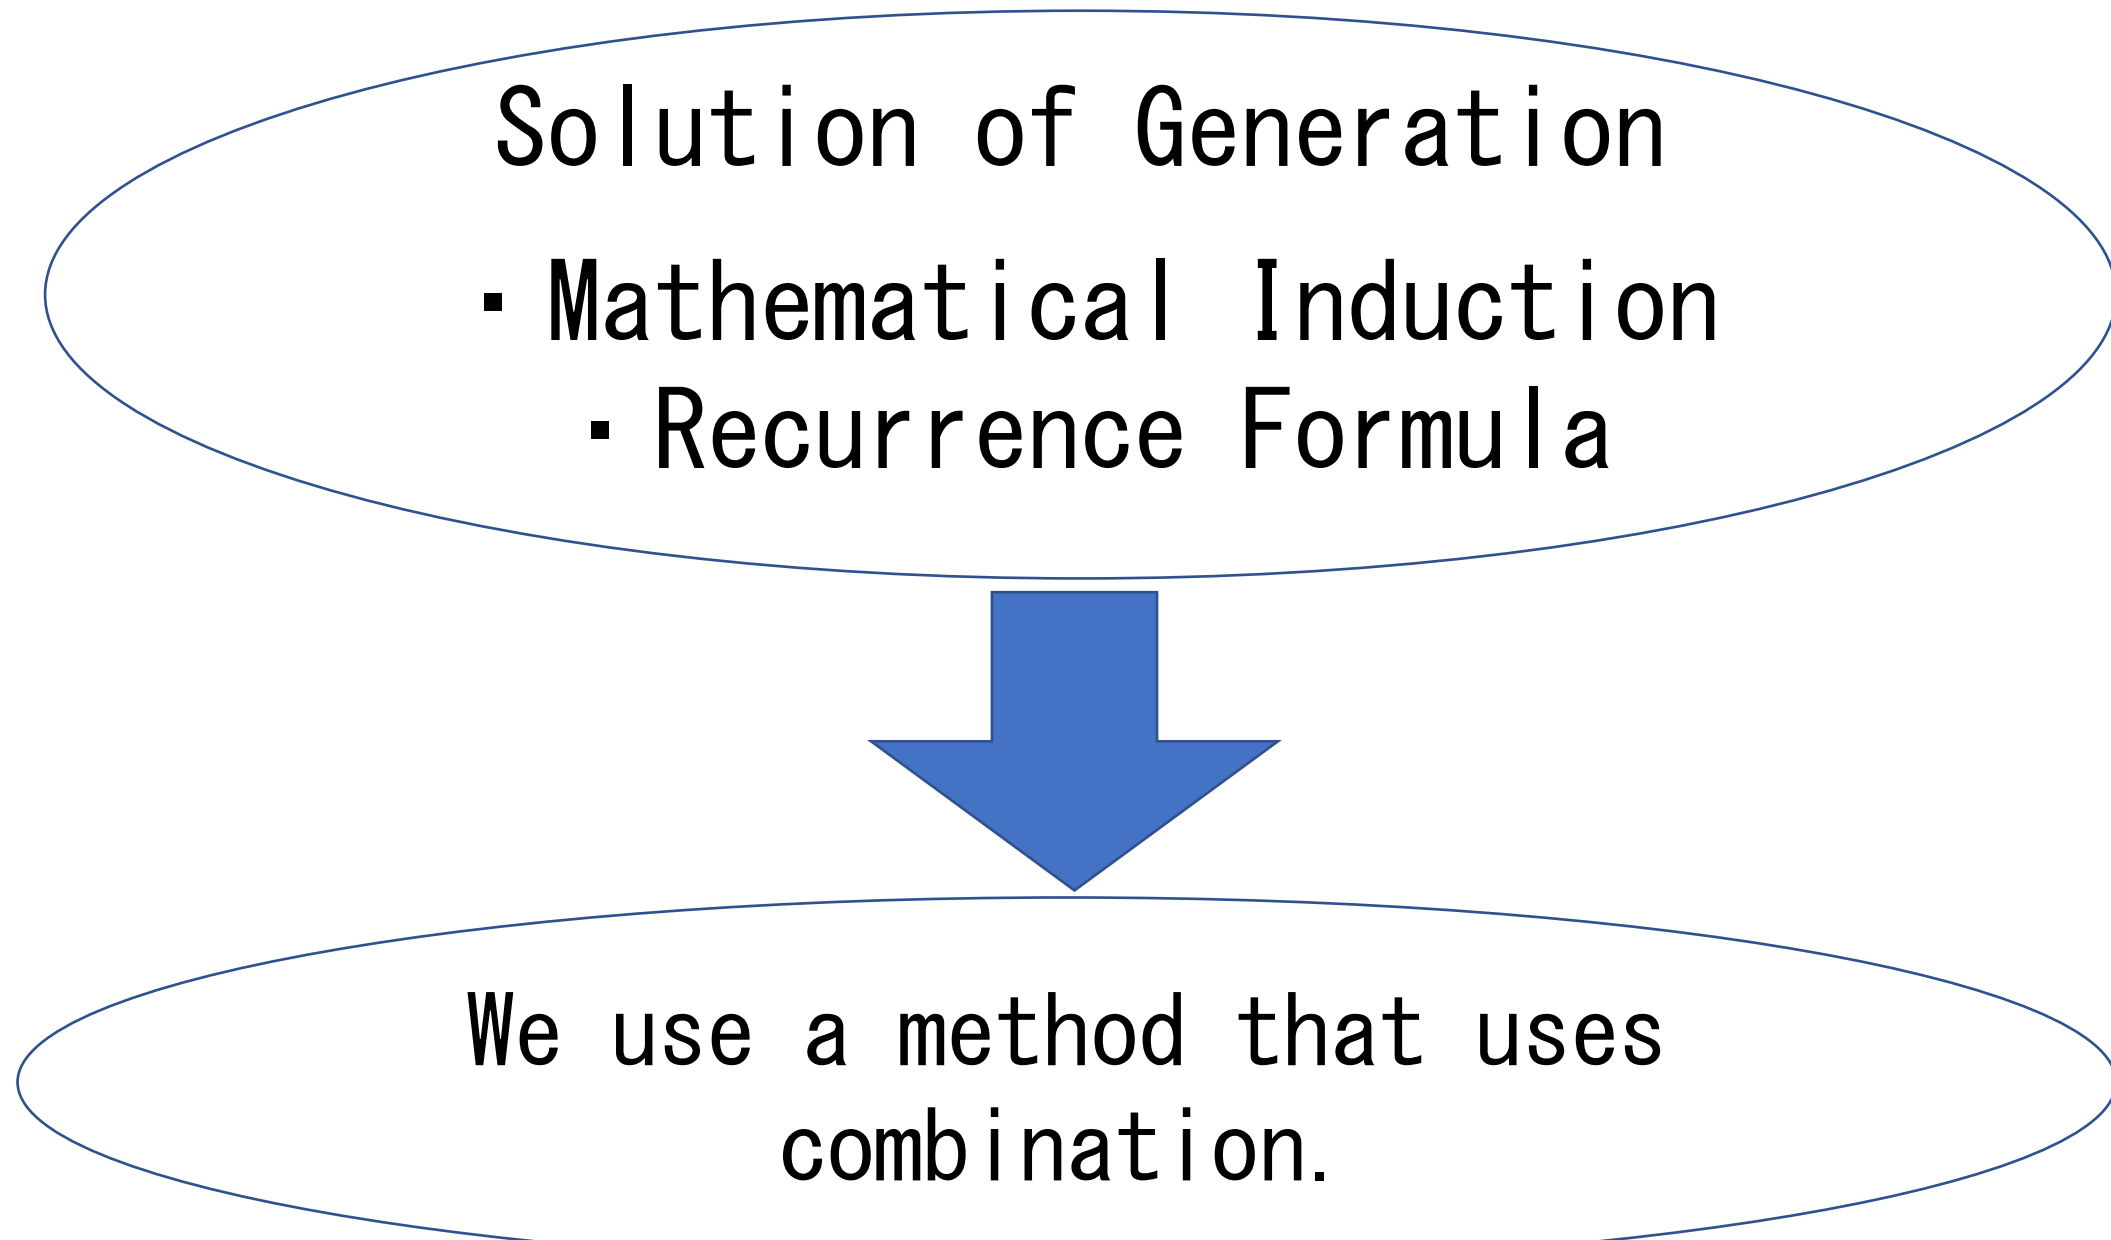 Solution of Generation
・Mathematical Induction
・Recurrence Formula
We use a method that uses
combination.